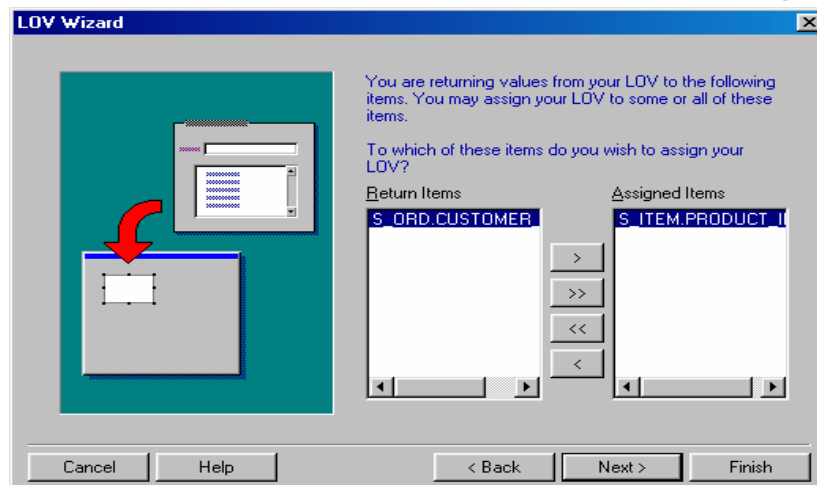 LOV Wizard
You are returning values from your LOV to the following
items. You may assign your LOV to some or all of these
items.
To which of these items do you wish to assign your
LOV?
Return Items
Assigned Items
S_ORD.CUSTOMER
S_ITEM.PRODUCT_I
>
>>
<<
<
Cancel
Help
< Back
Next >
Finish